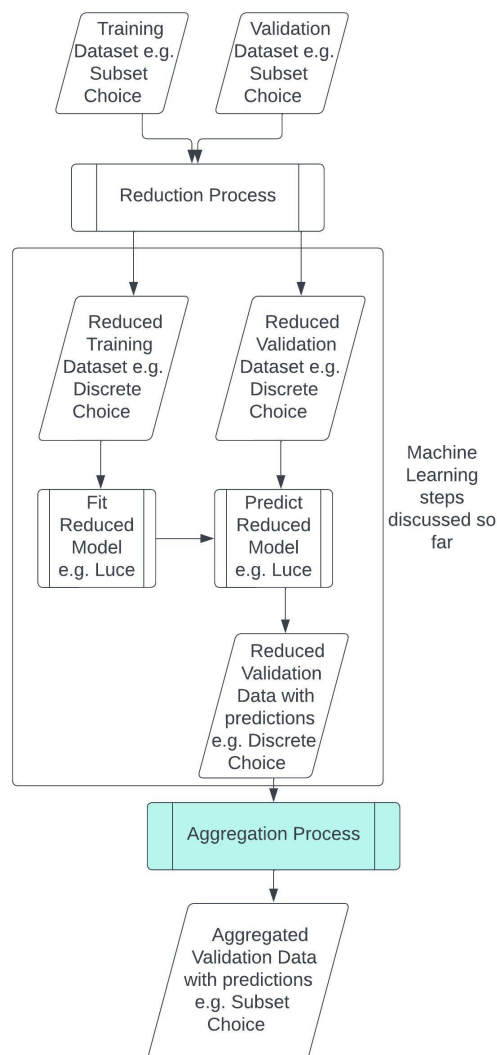 Training
Dataset e.g.
Subset
Choice
Validation
Dataset e.g.
Subset
Choice
Reduction Process
Reduced
Training
Dataset e.g.
Discrete
Choice
Reduced
Validation
Dataset e.g.
Discrete
Choice
Fit
Reduced
Model
e.g. Luce
Predict
Reduced
Model
e.g. Luce
Machine
Learning
steps
discussed so
far
Reduced
Validation
Data with
predictions
e.g. Discrete
Choice
Aggregation Process
Aggregated
Validation Data
with predictions
e.g. Subset
Choice